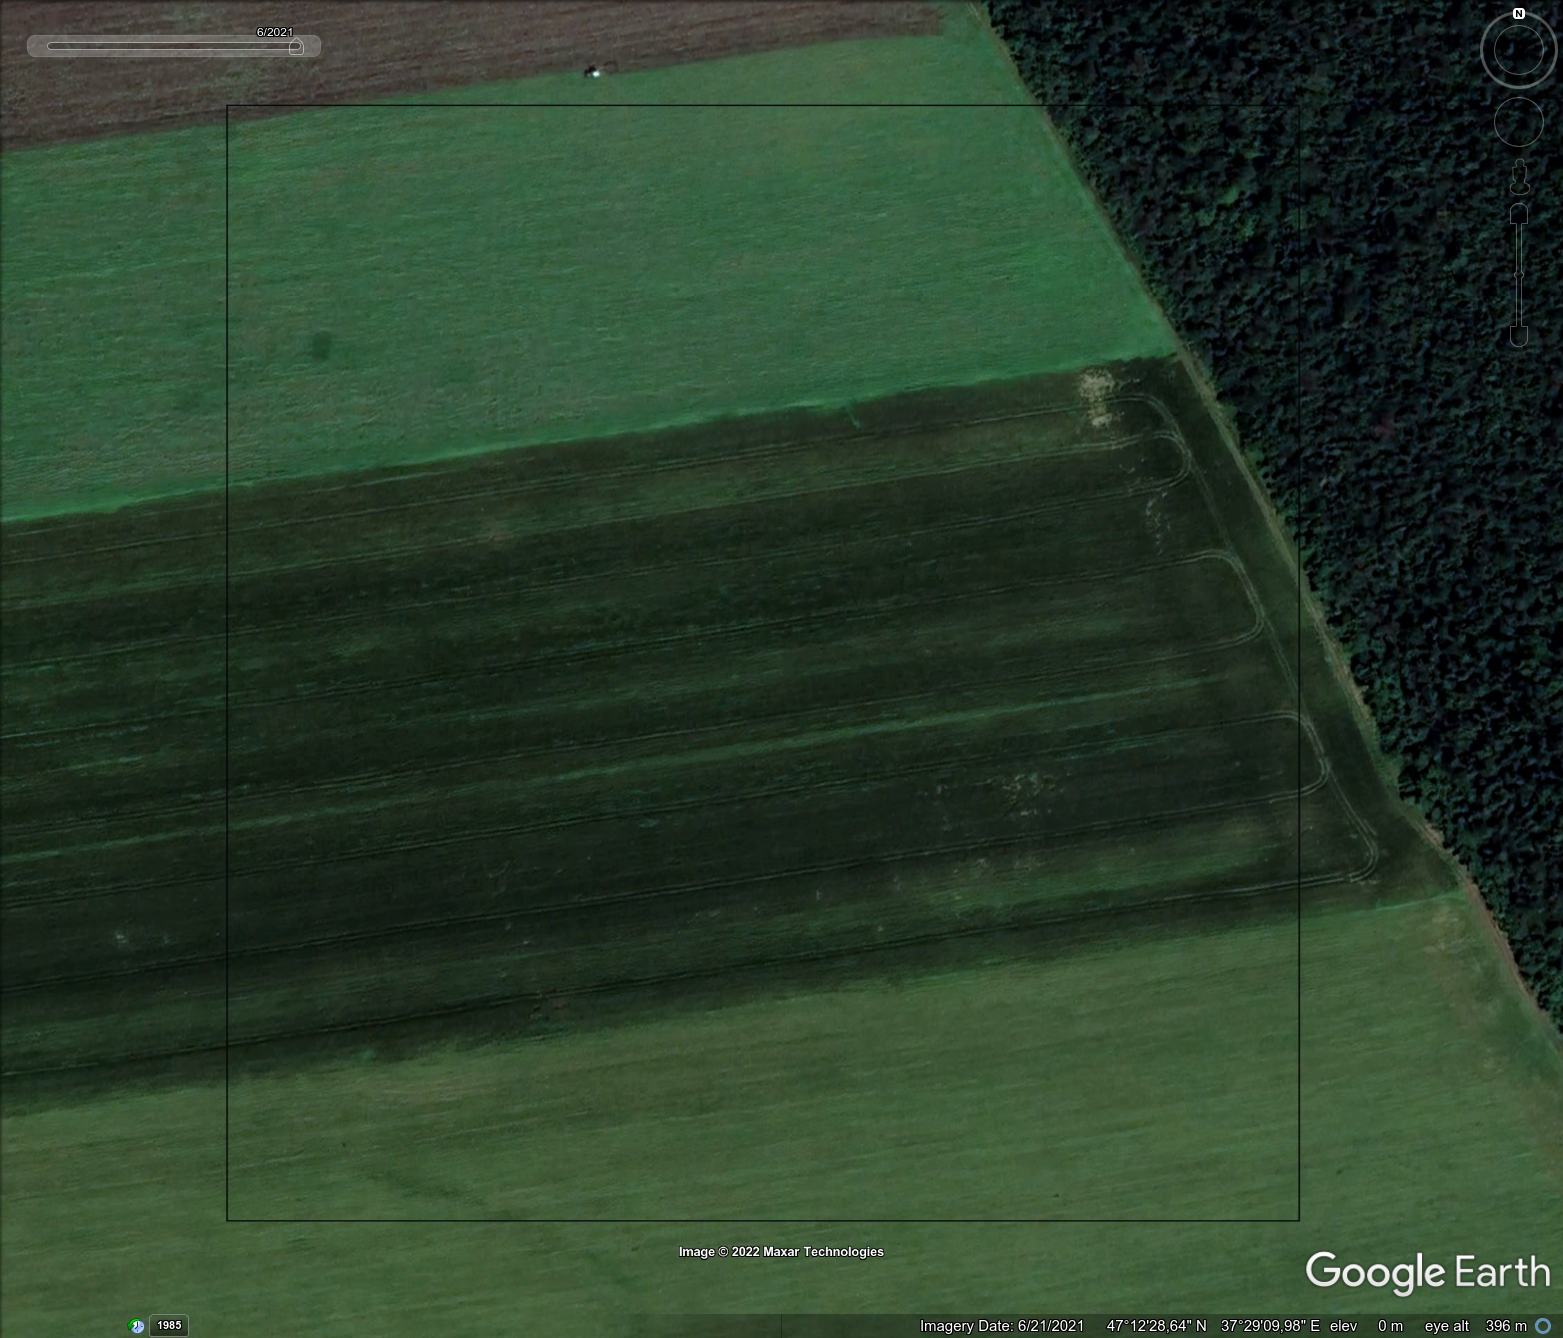 6/2021
N
Image © 2022 Maxar Technologies
Google Earth
1985
Imagery Date: 6/21/2021 47°12'28,64" N 37°29'09,98" E elev 0 m eye alt 396 m